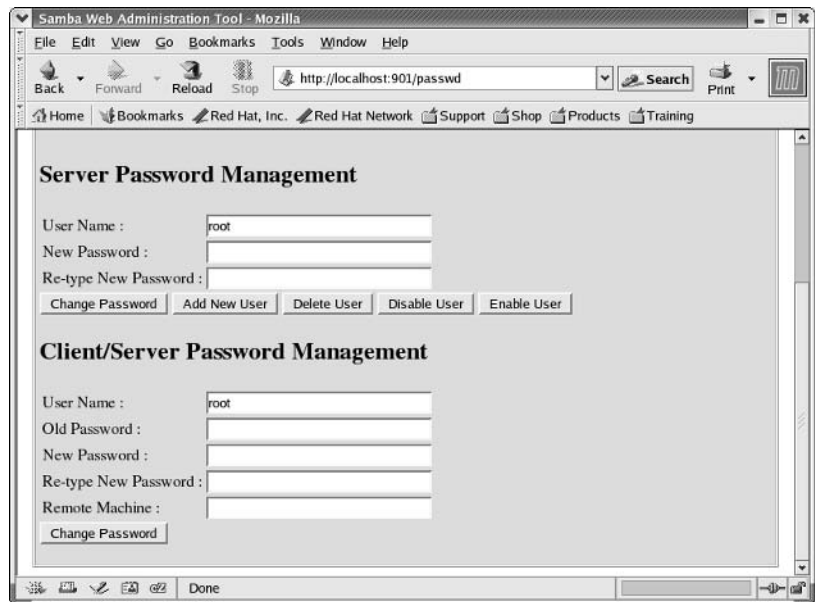 Samba Web Administration Tool - Mozilla
File Edit View Go Bookmarks Tools Window Help
Back Forward Reload Stop http://localhost:901/passwd Search Print
Home Bookmarks Red Hat, Inc. Red Hat Network Support Shop Products Training
Server Password Management
User Name : root
New Password :
Re-type New Password :
Change Password Add New User Delete User Disable User Enable User
Client/Server Password Management
User Name : root
Old Password :
New Password :
Re-type New Password :
Remote Machine :
Change Password
Done